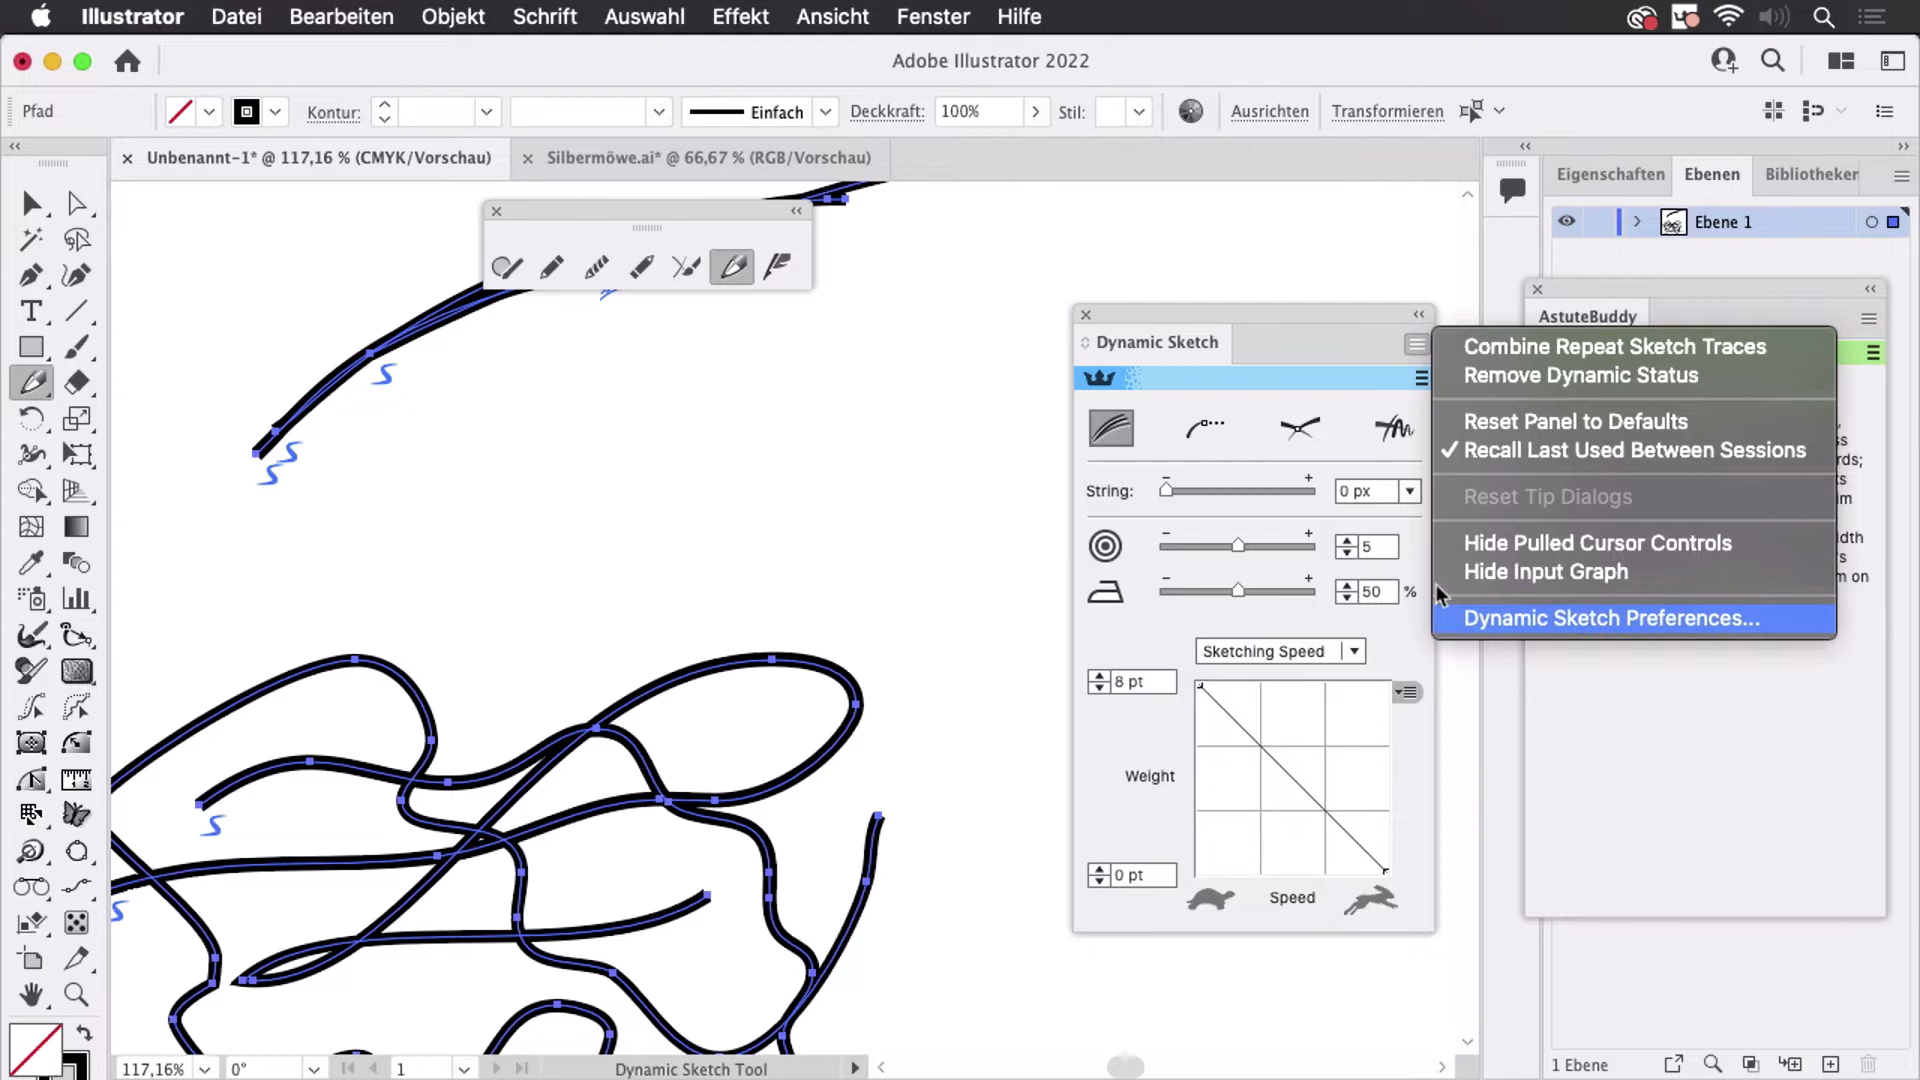 Illustrator Datei Bearbeiten Objekt Schrift Auswahl Effekt Ansicht Fenster Hilfe
Adobe Illustrator 2022
Pfad
Kontur:
Einfach
Deckkraft:
100%
Stil:
Ausrichten
Transformieren
Unbenannt-1* @ 117,16 % (CMYK/Vorschau)
Silbermöwe.ai* @ 66,67 % (RGB/Vorschau)
Eigenschaften
Ebenen
Bibliotheken
Ebene 1
AstuteBuddy
Dynamic Sketch
Combine Repeat Sketch Traces
Remove Dynamic Status
Reset Panel to Defaults
Recall Last Used Between Sessions
Reset Tip Dialogs
Hide Pulled Cursor Controls
Hide Input Graph
Dynamic Sketch Preferences...
String:
0 px
5
50 %
Sketching Speed
8 pt
Weight
0 pt
Speed
117,16%
0°
1
Dynamic Sketch Tool
1 Ebene